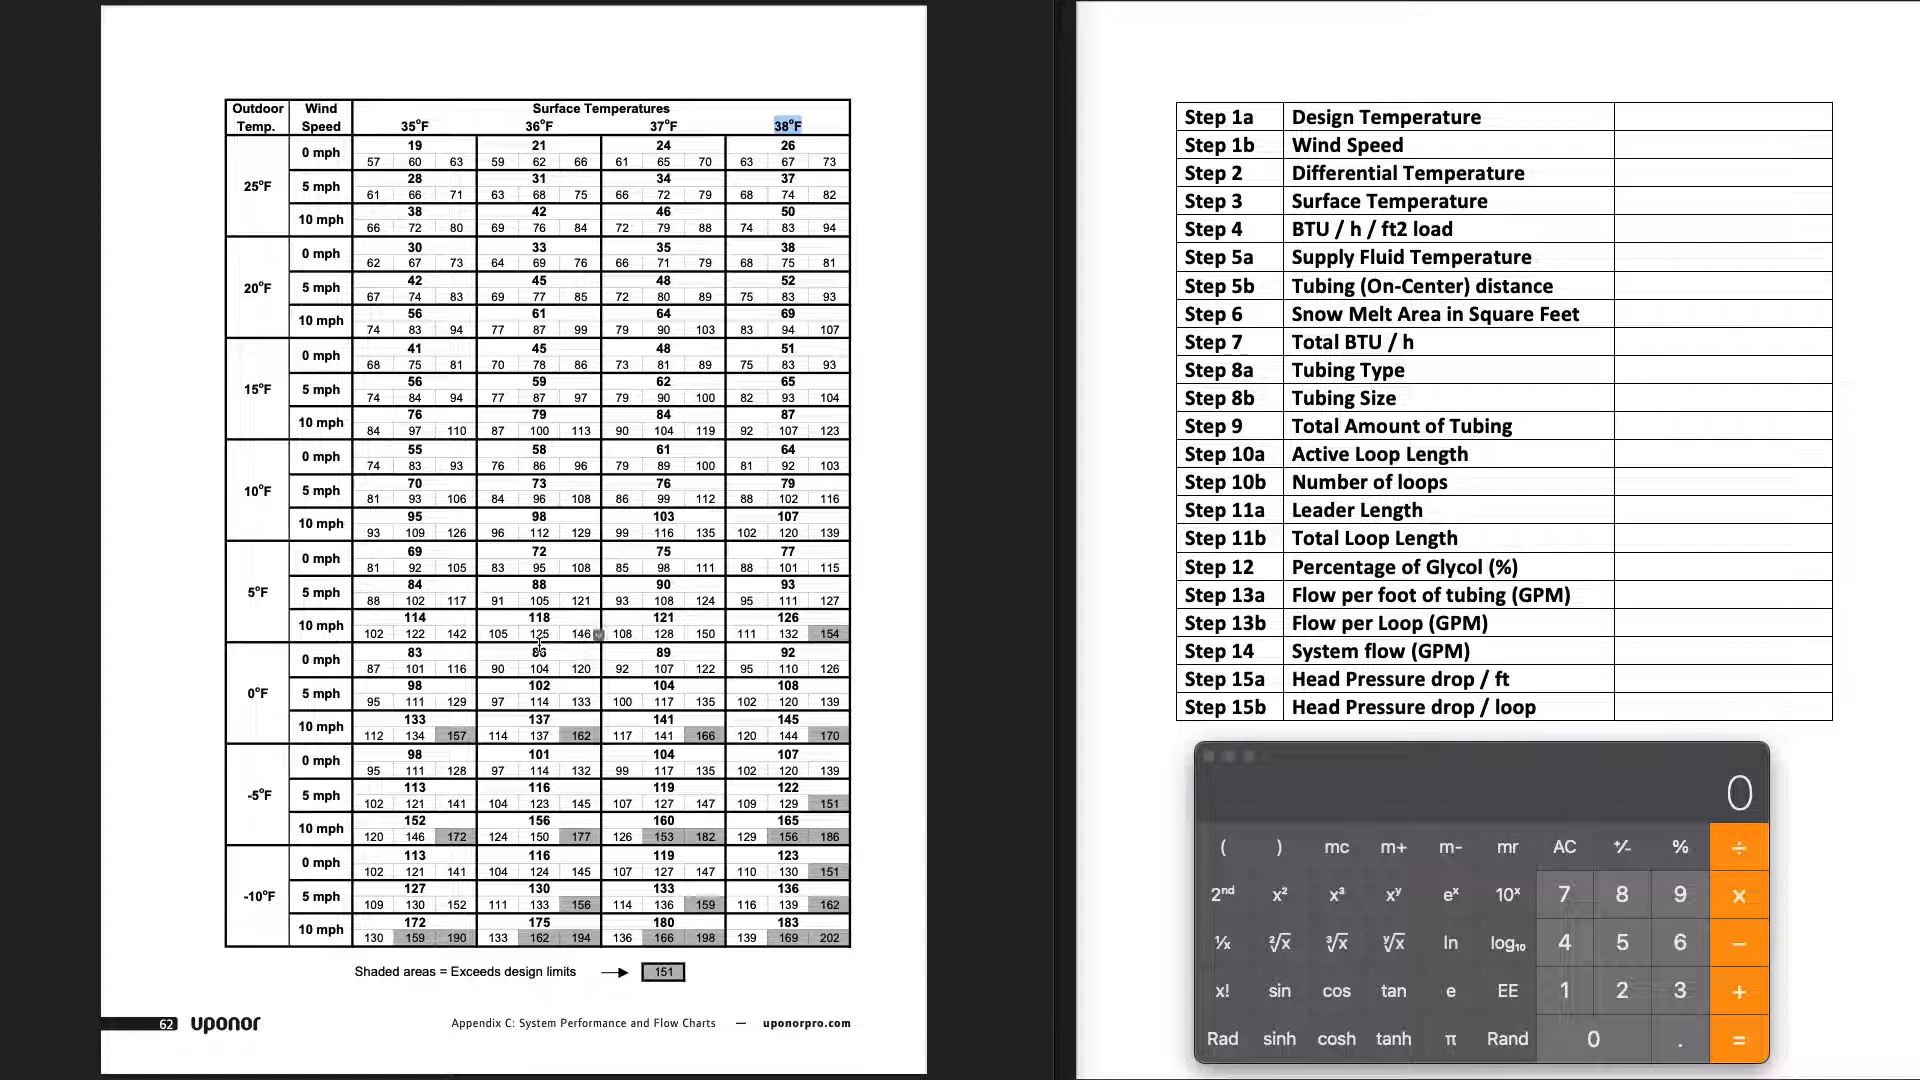 Outdoor Wind Surface Temperatures
Temp. Speed 35°F 36°F 37°F 38°F
25°F
0 mph 19 21 24 26
57 60 63 59 62 66 61 65 70 63 67 73
5 mph 28 31 34 37
61 66 71 63 68 75 66 72 79 68 74 82
10 mph 38 42 46 50
66 72 80 69 76 84 72 79 88 74 83 94
20°F
0 mph 30 33 35 38
62 67 73 64 69 76 66 71 79 68 75 81
5 mph 42 45 48 52
67 74 83 69 77 85 72 80 89 75 83 93
10 mph 56 61 64 69
74 83 94 77 87 99 79 90 103 83 94 107
15°F
0 mph 41 45 48 51
68 75 81 70 78 86 73 81 89 75 83 93
5 mph 56 59 62 65
74 84 94 77 87 97 79 90 100 82 93 104
10 mph 76 79 84 87
84 97 110 87 100 113 90 104 119 92 107 123
10°F
0 mph 55 58 61 64
74 83 93 76 86 96 79 89 100 81 92 103
5 mph 70 73 76 79
81 93 106 84 96 108 86 99 112 88 102 116
10 mph 95 98 103 107
93 109 126 96 112 129 99 116 135 102 120 139
5°F
0 mph 69 72 75 77
81 92 105 83 95 108 85 98 111 88 101 115
5 mph 84 88 90 93
88 102 117 91 105 121 93 108 124 95 111 127
10 mph 114 118 121 126
102 122 142 105 125 146 108 128 150 111 132 154
0°F
0 mph 83 89 92
87 101 116 90 104 120 92 107 122 95 110 126
5 mph 98 102 104 108
95 111 129 97 114 133 100 117 135 102 120 139
10 mph 133 137 141 145
112 134 157 114 137 162 117 141 166 120 144 170
-5°F
0 mph 98 101 104 107
95 111 128 97 114 132 99 117 135 102 120 139
5 mph 113 116 119 122
102 121 141 104 123 145 107 127 147 109 129 151
10 mph 152 156 160 165
120 146 172 124 150 177 126 153 182 129 156 186
-10°F
0 mph 113 116 119 123
102 121 141 104 124 145 107 127 147 110 130 151
5 mph 127 130 133 136
109 130 152 111 133 156 114 136 159 116 139 162
10 mph 172 175 180 183
130 159 190 133 162 194 136 166 198 139 169 202
Shaded areas = Exceeds design limits → 151
62 uponor Appendix C: System Performance and Flow Charts — uponorpro.com
Step 1a Design Temperature
Step 1b Wind Speed
Step 2 Differential Temperature
Step 3 Surface Temperature
Step 4 BTU / h / ft2 load
Step 5a Supply Fluid Temperature
Step 5b Tubing (On-Center) distance
Step 6 Snow Melt Area in Square Feet
Step 7 Total BTU / h
Step 8a Tubing Type
Step 8b Tubing Size
Step 9 Total Amount of Tubing
Step 10a Active Loop Length
Step 10b Number of loops
Step 11a Leader Length
Step 11b Total Loop Length
Step 12 Percentage of Glycol (%)
Step 13a Flow per foot of tubing (GPM)
Step 13b Flow per Loop (GPM)
Step 14 System flow (GPM)
Step 15a Head Pressure drop / ft
Step 15b Head Pressure drop / loop
0
( ) mc m+ m- mr AC +/- % ÷
2nd x² x³ xʸ eˣ 10ˣ 7 8 9 ×
1/x ²√x ³√x ʸ√x ln log₁₀ 4 5 6 −
x! sin cos tan e EE 1 2 3 +
Rad sinh cosh tanh π Rand 0 . =